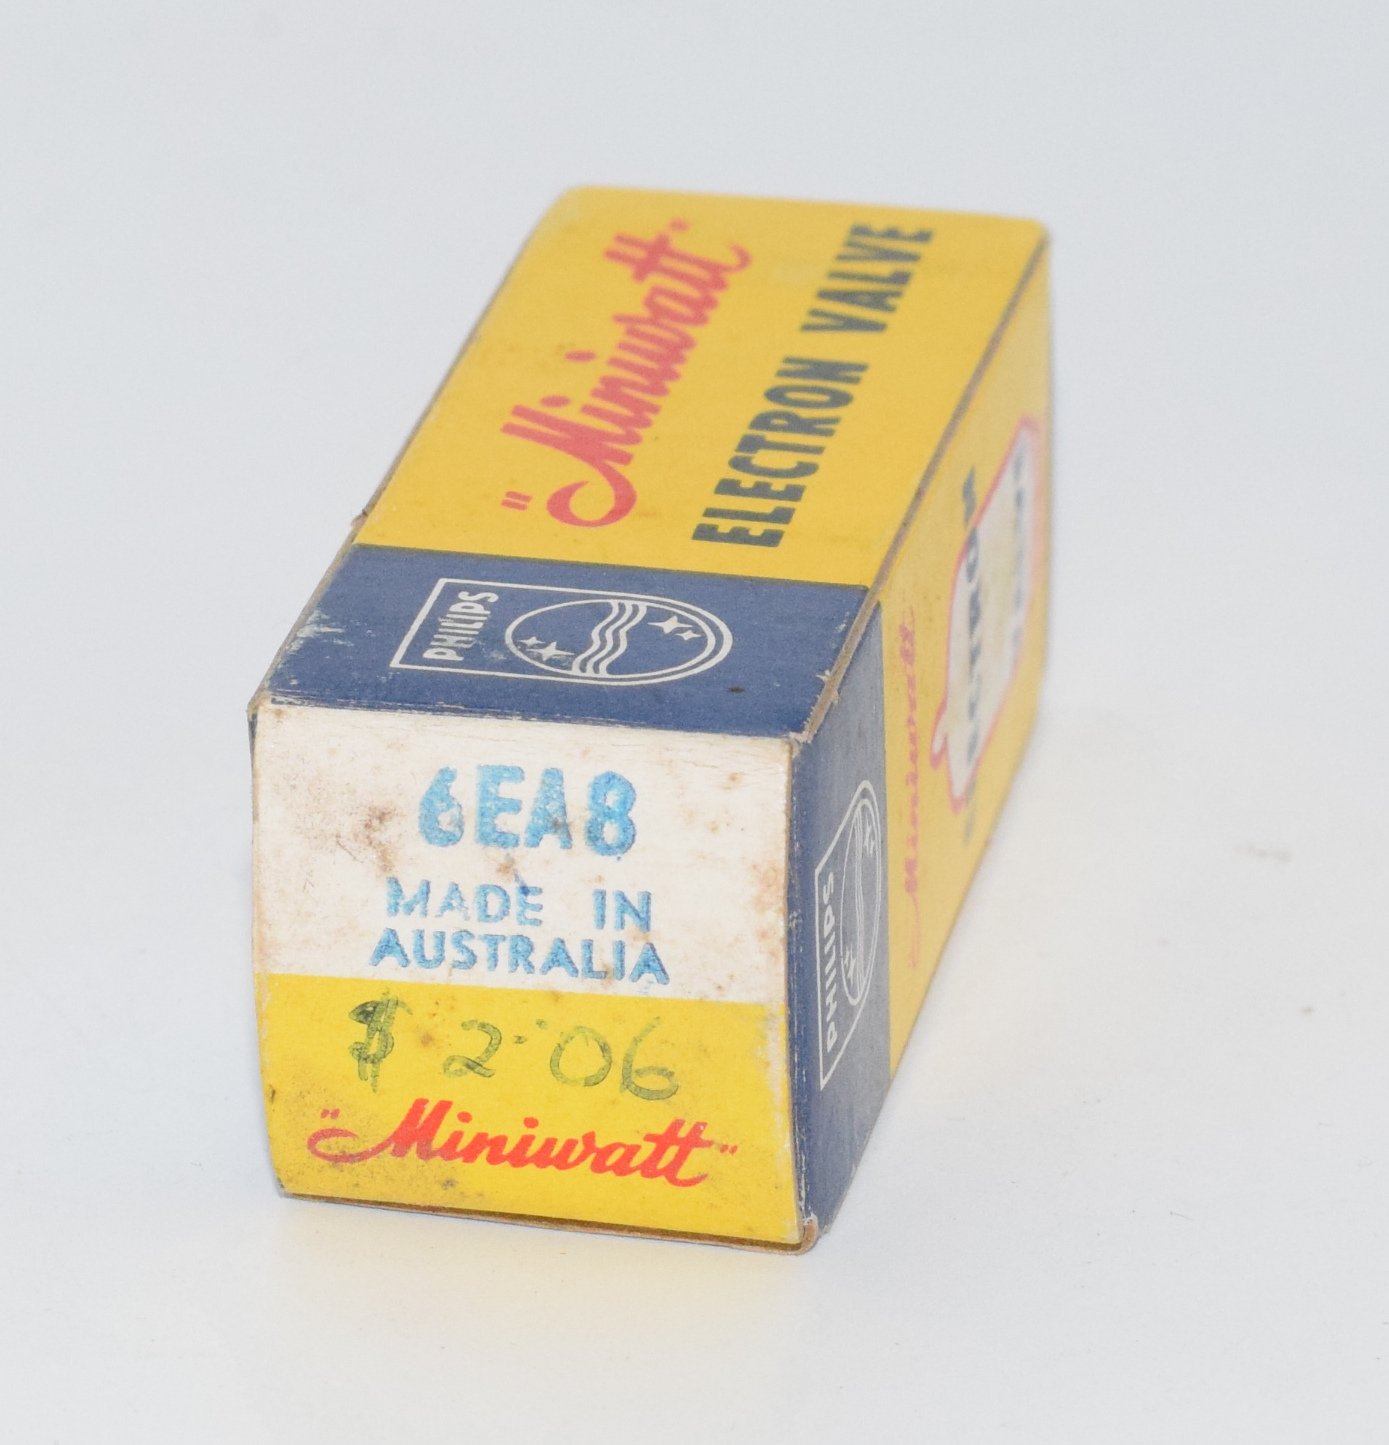 "Miniwatt"
ELECTRON VALVE
PHILIPS
6EA8
MADE IN
AUSTRALIA
$ 2.06
"Miniwatt"
PHILIPS
Miniwatt